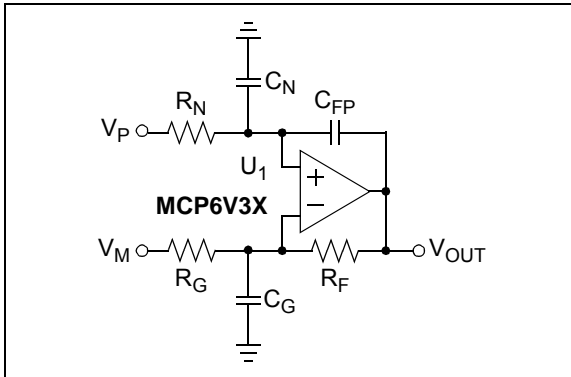 C_N
R_N
C_FP
V_P
U_1
+
MCP6V3X
−
V_M
V_OUT
R_G
R_F
C_G